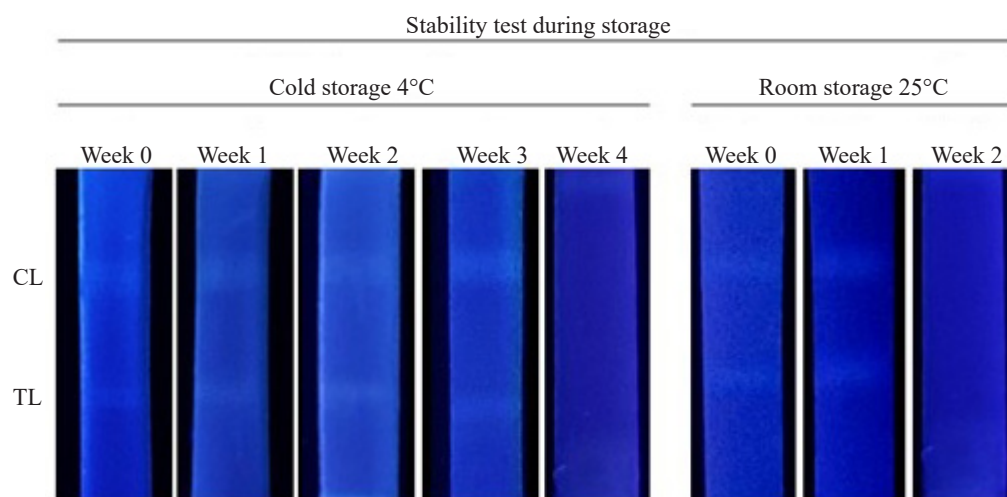 Stability test during storage
Cold storage 4°C
Room storage 25°C
Week 0 Week 1 Week 2 Week 3 Week 4
Week 0 Week 1 Week 2
CL
TL